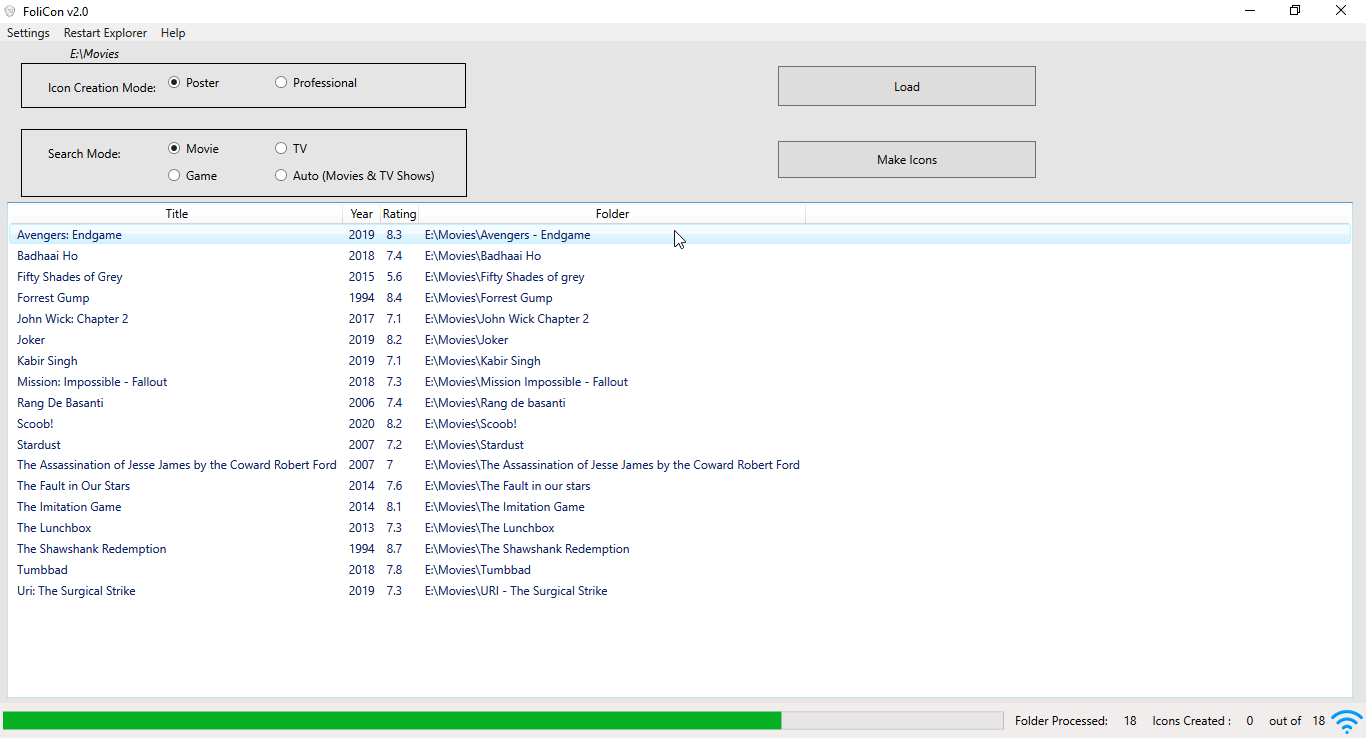 FoliCon v2.0
Settings Restart Explorer Help
E:\Movies
Icon Creation Mode: Poster Professional
Load
Search Mode: Movie TV
Game Auto (Movies & TV Shows)
Make Icons
Title Year Rating Folder
Avengers: Endgame 2019 8.3 E:\Movies\Avengers - Endgame
Badhaai Ho 2018 7.4 E:\Movies\Badhaai Ho
Fifty Shades of Grey 2015 5.6 E:\Movies\Fifty Shades of grey
Forrest Gump 1994 8.4 E:\Movies\Forrest Gump
John Wick: Chapter 2 2017 7.1 E:\Movies\John Wick Chapter 2
Joker 2019 8.2 E:\Movies\Joker
Kabir Singh 2019 7.1 E:\Movies\Kabir Singh
Mission: Impossible - Fallout 2018 7.3 E:\Movies\Mission Impossible - Fallout
Rang De Basanti 2006 7.4 E:\Movies\Rang de basanti
Scoob! 2020 8.2 E:\Movies\Scoob!
Stardust 2007 7.2 E:\Movies\Stardust
The Assassination of Jesse James by the Coward Robert Ford 2007 7 E:\Movies\The Assassination of Jesse James by the Coward Robert Ford
The Fault in Our Stars 2014 7.6 E:\Movies\The Fault in our stars
The Imitation Game 2014 8.1 E:\Movies\The Imitation Game
The Lunchbox 2013 7.3 E:\Movies\The Lunchbox
The Shawshank Redemption 1994 8.7 E:\Movies\The Shawshank Redemption
Tumbbad 2018 7.8 E:\Movies\Tumbbad
Uri: The Surgical Strike 2019 7.3 E:\Movies\URI - The Surgical Strike
Folder Processed: 18 Icons Created : 0 out of 18